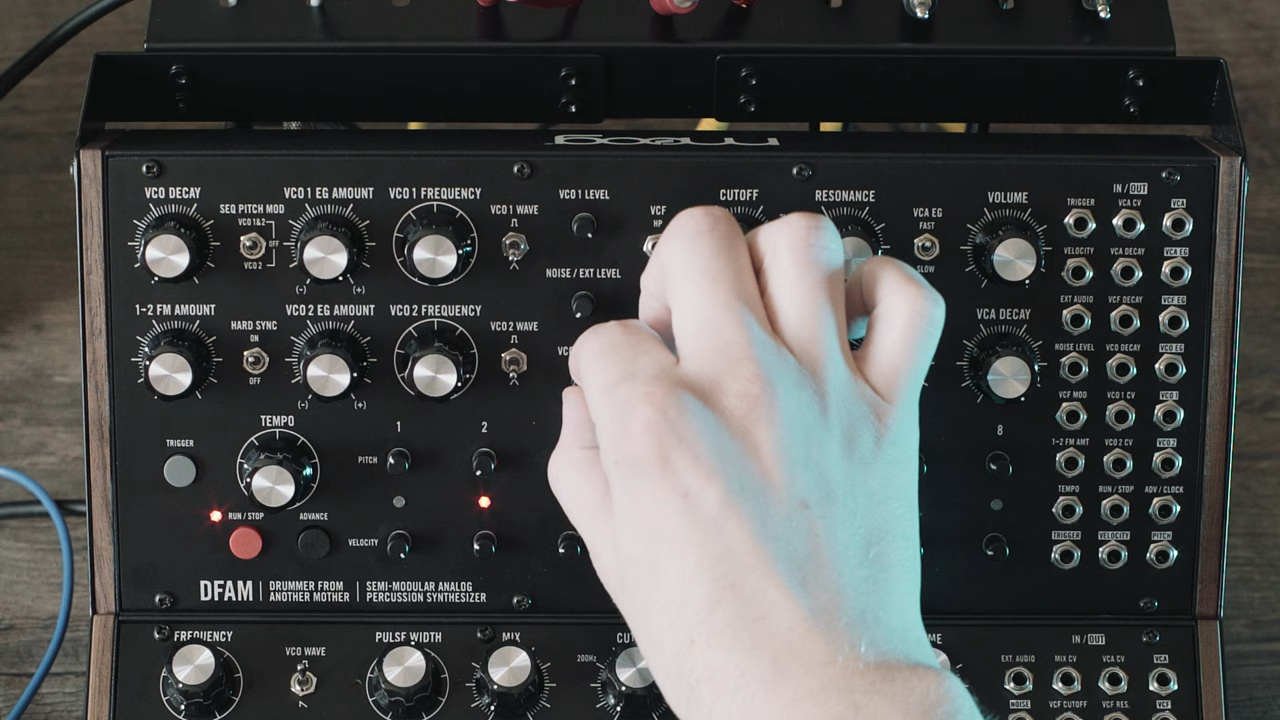 moog
VCO DECAY
SEQ PITCH MOD
VCO 1&2
OFF
VCO 2
VCO 1 EG AMOUNT
(-)
(+)
VCO 1 FREQUENCY
VCO 1 WAVE
VCO 1 LEVEL
NOISE / EXT LEVEL
VCF
HP
CUTOFF
RESONANCE
VCA EG
FAST
SLOW
VOLUME
1-2 FM AMOUNT
HARD SYNC
ON
OFF
VCO 2 EG AMOUNT
(-)
(+)
VCO 2 FREQUENCY
VCO 2 WAVE
VCA DECAY
TRIGGER
TEMPO
RUN / STOP
ADVANCE
PITCH
VELOCITY
1
2
8
DFAM
DRUMMER FROM
ANOTHER MOTHER
SEMI-MODULAR ANALOG
PERCUSSION SYNTHESIZER
IN / OUT
TRIGGER
VCA CV
VCA
VELOCITY
VCA DECAY
VCA EG
EXT AUDIO
VCF DECAY
VCF EG
NOISE LEVEL
VCO DECAY
VCO EG
VCF MOD
VCO 1 CV
VCO 1
1-2 FM AMT
VCO 2 CV
VCO 2
TEMPO
RUN / STOP
ADV / CLOCK
TRIGGER
VELOCITY
PITCH
FREQUENCY
VCO WAVE
PULSE WIDTH
MIX
200Hz
IN / OUT
EXT. AUDIO
MIX CV
VCA CV
VCA
NOISE
VCF CUTOFF
VCF RES.
VCF